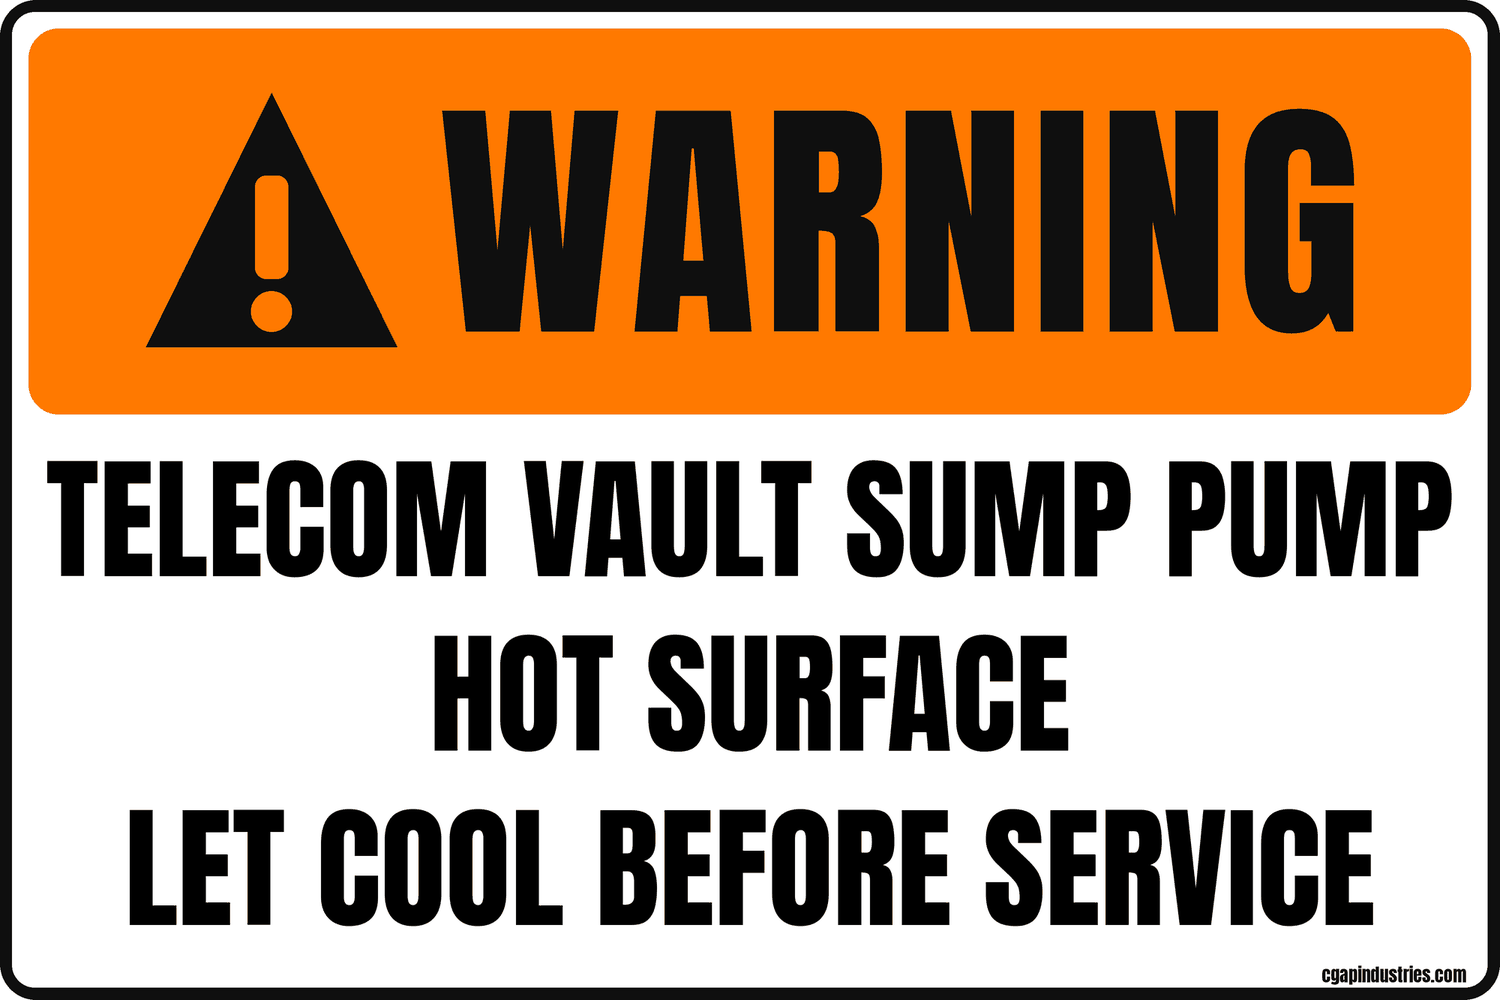 WARNING
TELECOM VAULT SUMP PUMP
HOT SURFACE
LET COOL BEFORE SERVICE
cgapindustries.com